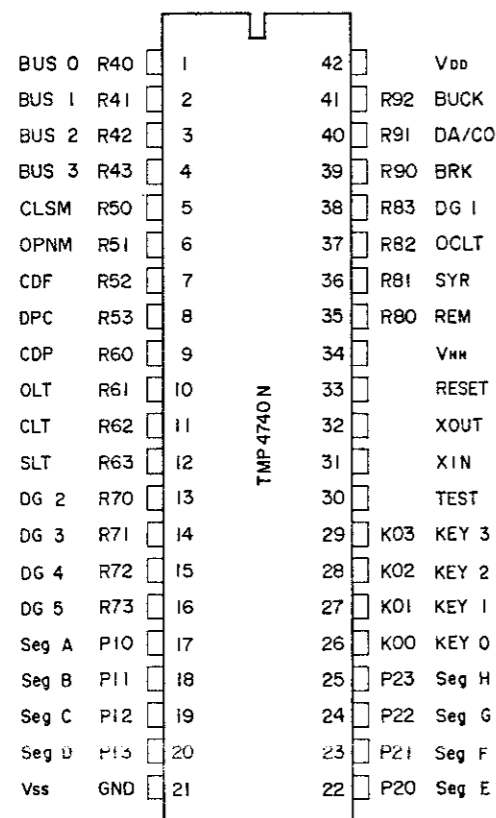 BUS 0 R40 1 42 VDD
BUS 1 R41 2 41 R92 BUCK
BUS 2 R42 3 40 R91 DA/CO
BUS 3 R43 4 39 R90 BRK
CLSM R50 5 38 R83 DG 1
OPNM R51 6 37 R82 OCLT
CDF R52 7 36 R81 SYR
DPC R53 8 35 R80 REM
CDP R60 9 34 VHH
OLT R61 10 33 RESET
CLT R62 11 32 XOUT
SLT R63 12 31 XIN
DG 2 R70 13 30 TEST
DG 3 R71 14 29 K03 KEY 3
DG 4 R72 15 28 K02 KEY 2
DG 5 R73 16 27 K01 KEY 1
Seg A P10 17 26 K00 KEY 0
Seg B P11 18 25 P23 Seg H
Seg C P12 19 24 P22 Seg G
Seg D P13 20 23 P21 Seg F
Vss GND 21 22 P20 Seg E
TMP4740N